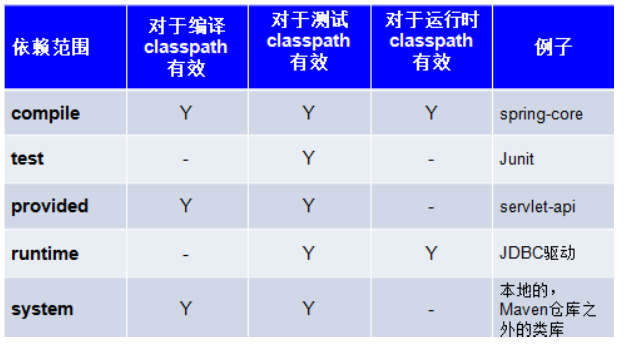 依赖范围
对于编译
classpath
有效
对于测试
classpath
有效
对于运行时
classpath
有效
例子
compile
Y
Y
Y
spring-core
test
-
Y
-
Junit
provided
Y
Y
-
servlet-api
runtime
-
Y
Y
JDBC驱动
system
Y
Y
-
本地的，
Maven仓库之
外的类库